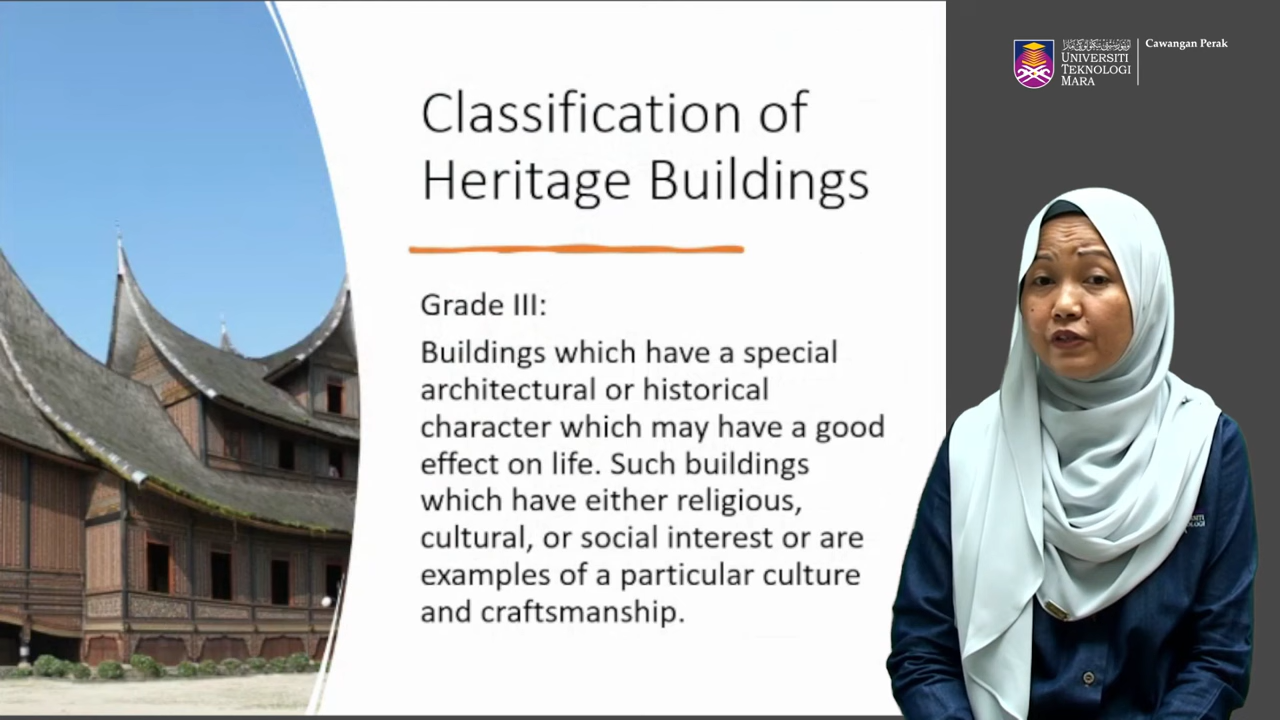 Classification of
Heritage Buildings
Grade III:
Buildings which have a special
architectural or historical
character which may have a good
effect on life. Such buildings
which have either religious,
cultural, or social interest or are
examples of a particular culture
and craftsmanship.
UNIVERSITI
TEKNOLOGI
MARA
Cawangan Perak